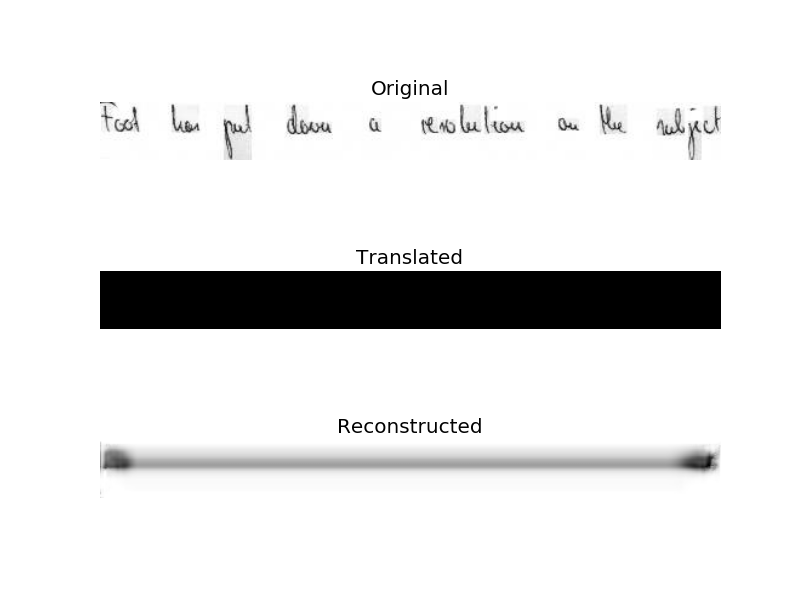 Original
Foot has put down a resolution on the subject
Translated
Reconstructed